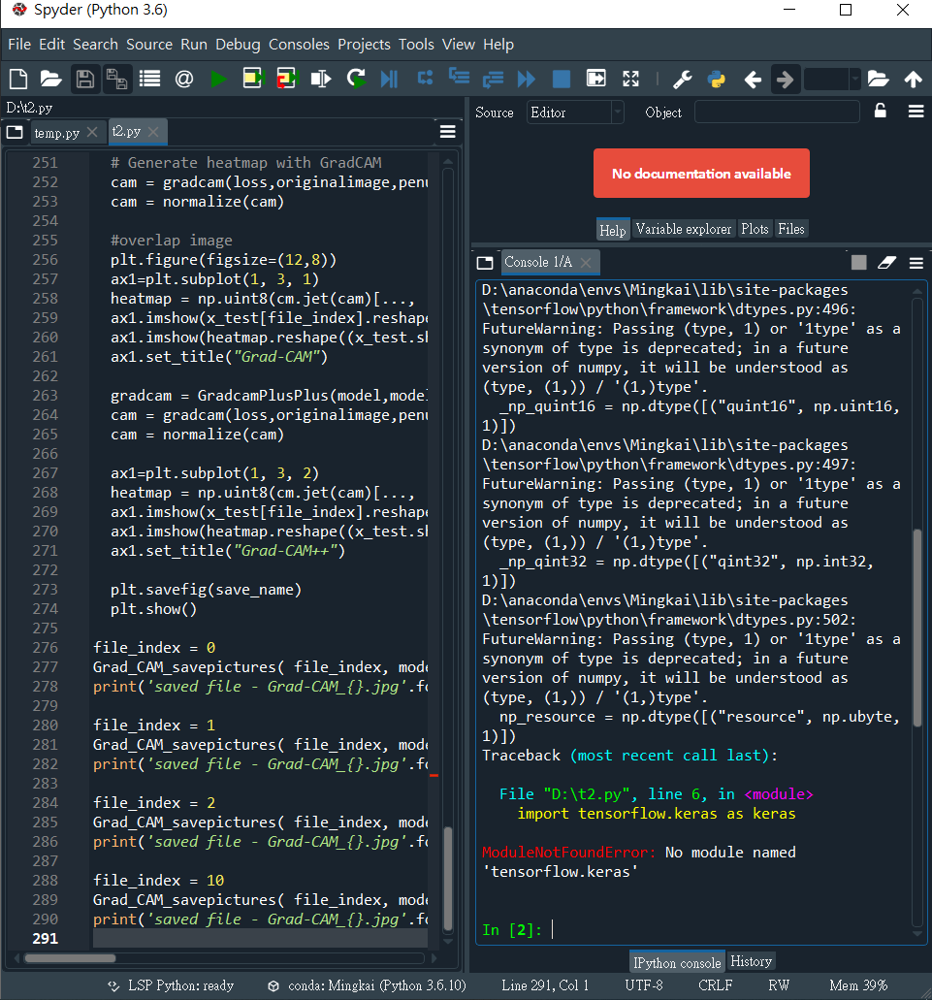 Spyder (Python 3.6)
File Edit Search Source Run Debug Consoles Projects Tools View Help
D:\t2.py
temp.py
t2.py
251 # Generate heatmap with GradCAM
252 cam = gradcam(loss,originalimage,penu
253 cam = normalize(cam)
254
255 #overlap image
256 plt.figure(figsize=(12,8))
257 ax1=plt.subplot(1, 3, 1)
258 heatmap = np.uint8(cm.jet(cam)[...,
259 ax1.imshow(x_test[file_index].reshape
260 ax1.imshow(heatmap.reshape((x_test.sh
261 ax1.set_title("Grad-CAM")
262
263 gradcam = GradcamPlusPlus(model,model
264 cam = gradcam(loss,originalimage,penu
265 cam = normalize(cam)
266
267 ax1=plt.subplot(1, 3, 2)
268 heatmap = np.uint8(cm.jet(cam)[...,
269 ax1.imshow(x_test[file_index].reshape
270 ax1.imshow(heatmap.reshape((x_test.sh
271 ax1.set_title("Grad-CAM++")
272
273 plt.savefig(save_name)
274 plt.show()
275
276 file_index = 0
277 Grad_CAM_savepictures( file_index, mode
278 print('saved file - Grad-CAM_{}.jpg'.fo
279
280 file_index = 1
281 Grad_CAM_savepictures( file_index, mode
282 print('saved file - Grad-CAM_{}.jpg'.fo
283
284 file_index = 2
285 Grad_CAM_savepictures( file_index, mode
286 print('saved file - Grad-CAM_{}.jpg'.fo
287
288 file_index = 10
289 Grad_CAM_savepictures( file_index, mode
290 print('saved file - Grad-CAM_{}.jpg'.fo
291
Source Editor Object
No documentation available
Help Variable explorer Plots Files
Console 1/A
D:\anaconda\envs\Mingkai\lib\site-packages
\tensorflow\python\framework\dtypes.py:496:
FutureWarning: Passing (type, 1) or '1type' as a
synonym of type is deprecated; in a future
version of numpy, it will be understood as
(type, (1,)) / '(1,)type'.
_np_quint16 = np.dtype([("quint16", np.uint16,
1)])
D:\anaconda\envs\Mingkai\lib\site-packages
\tensorflow\python\framework\dtypes.py:497:
FutureWarning: Passing (type, 1) or '1type' as a
synonym of type is deprecated; in a future
version of numpy, it will be understood as
(type, (1,)) / '(1,)type'.
_np_qint32 = np.dtype([("qint32", np.int32,
1)])
D:\anaconda\envs\Mingkai\lib\site-packages
\tensorflow\python\framework\dtypes.py:502:
FutureWarning: Passing (type, 1) or '1type' as a
synonym of type is deprecated; in a future
version of numpy, it will be understood as
(type, (1,)) / '(1,)type'.
np_resource = np.dtype([("resource", np.ubyte,
1)])
Traceback (most recent call last):
File "D:\t2.py", line 6, in <module>
import tensorflow.keras as keras
ModuleNotFoundError: No module named
'tensorflow.keras'
In [2]:
IPython console History
LSP Python: ready conda: Mingkai (Python 3.6.10) Line 291, Col 1 UTF-8 CRLF RW Mem 39%